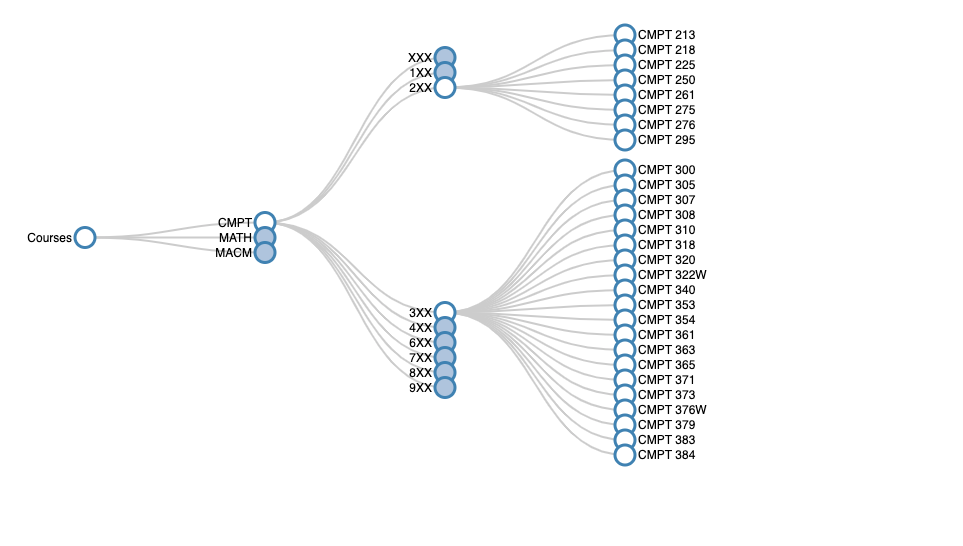 Courses
CMPT
MATH
MACM
XXX
1XX
2XX
3XX
4XX
6XX
7XX
8XX
9XX
CMPT 213
CMPT 218
CMPT 225
CMPT 250
CMPT 261
CMPT 275
CMPT 276
CMPT 295
CMPT 300
CMPT 305
CMPT 307
CMPT 308
CMPT 310
CMPT 318
CMPT 320
CMPT 322W
CMPT 340
CMPT 353
CMPT 354
CMPT 361
CMPT 363
CMPT 365
CMPT 371
CMPT 373
CMPT 376W
CMPT 379
CMPT 383
CMPT 384